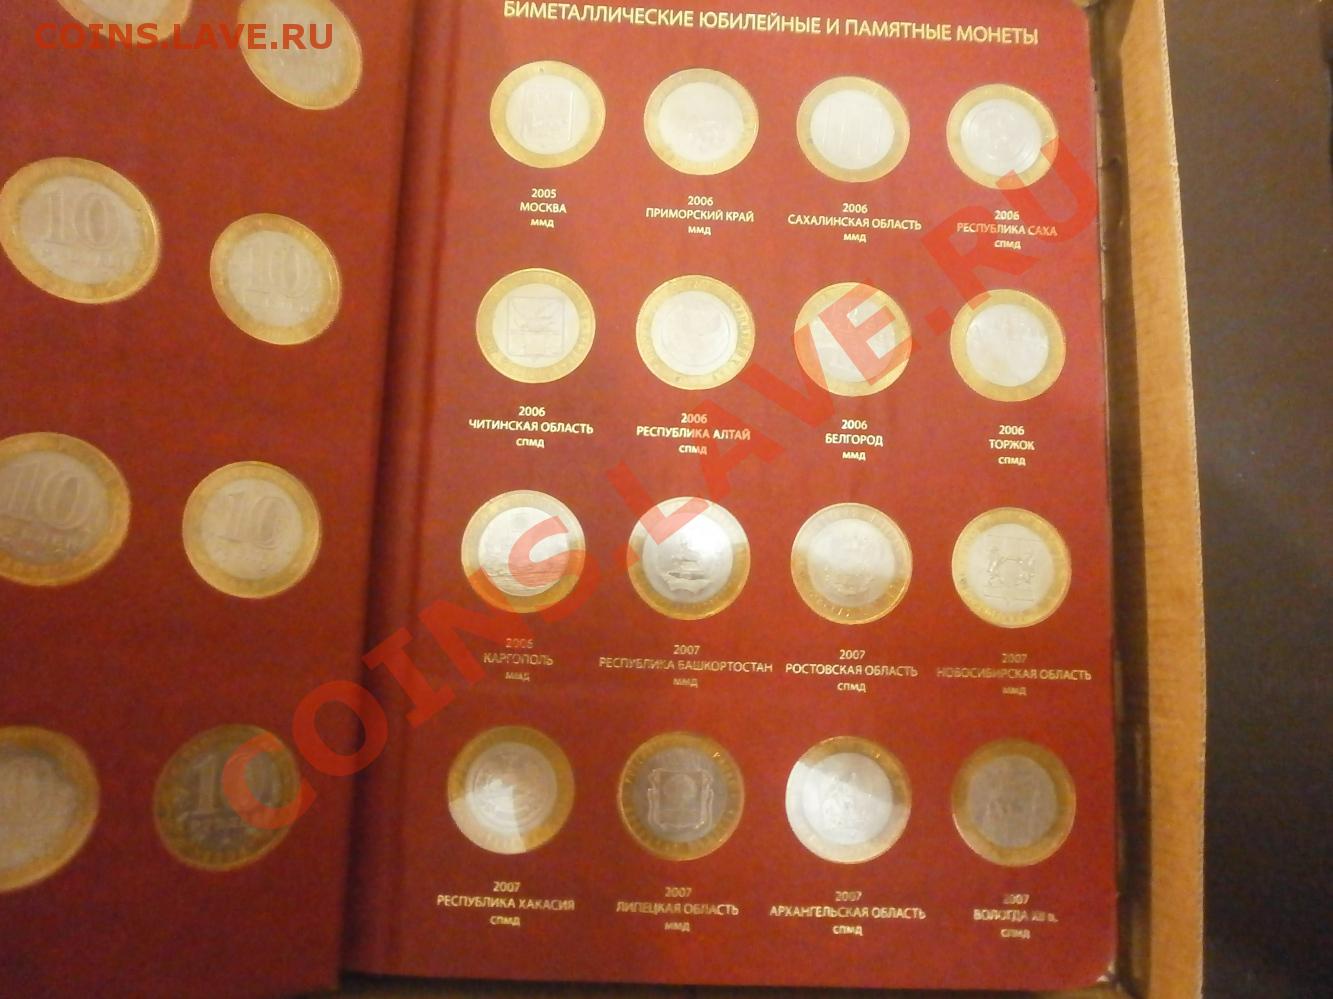 COINS.LAVE.RU
БИМЕТАЛЛИЧЕСКИЕ ЮБИЛЕЙНЫЕ И ПАМЯТНЫЕ МОНЕТЫ
2005
МОСКВА
ММД
2006
ПРИМОРСКИЙ КРАЙ
ММД
2006
САХАЛИНСКАЯ ОБЛАСТЬ
ММД
2006
РЕСПУБЛИКА САХА
СПМД
2006
ЧИТИНСКАЯ ОБЛАСТЬ
СПМД
2006
РЕСПУБЛИКА АЛТАЙ
СПМД
2006
БЕЛГОРОД
ММД
2006
ТОРЖОК
СПМД
2006
КАРГОПОЛЬ
ММД
2007
РЕСПУБЛИКА БАШКОРТОСТАН
ММД
2007
РОСТОВСКАЯ ОБЛАСТЬ
СПМД
2007
НОВОСИБИРСКАЯ ОБЛАСТЬ
ММД
2007
РЕСПУБЛИКА ХАКАСИЯ
СПМД
2007
ЛИПЕЦКАЯ ОБЛАСТЬ
ММД
2007
АРХАНГЕЛЬСКАЯ ОБЛАСТЬ
СПМД
2007
ВОЛОГДА XII в.
СПМД
10
10
10
10
10
COINS.LAVE.RU